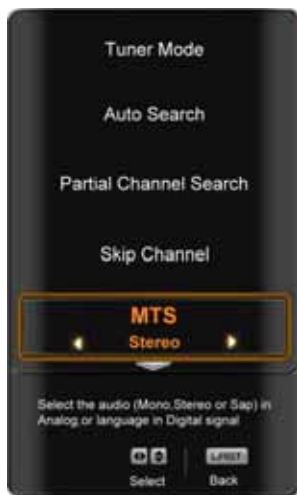 Tuner Mode
Auto Search
Partial Channel Search
Skip Channel
MTS
Stereo
Select the audio (Mono,Stereo or Sap) in
Analog or language in Digital signal
LAST
Select Back